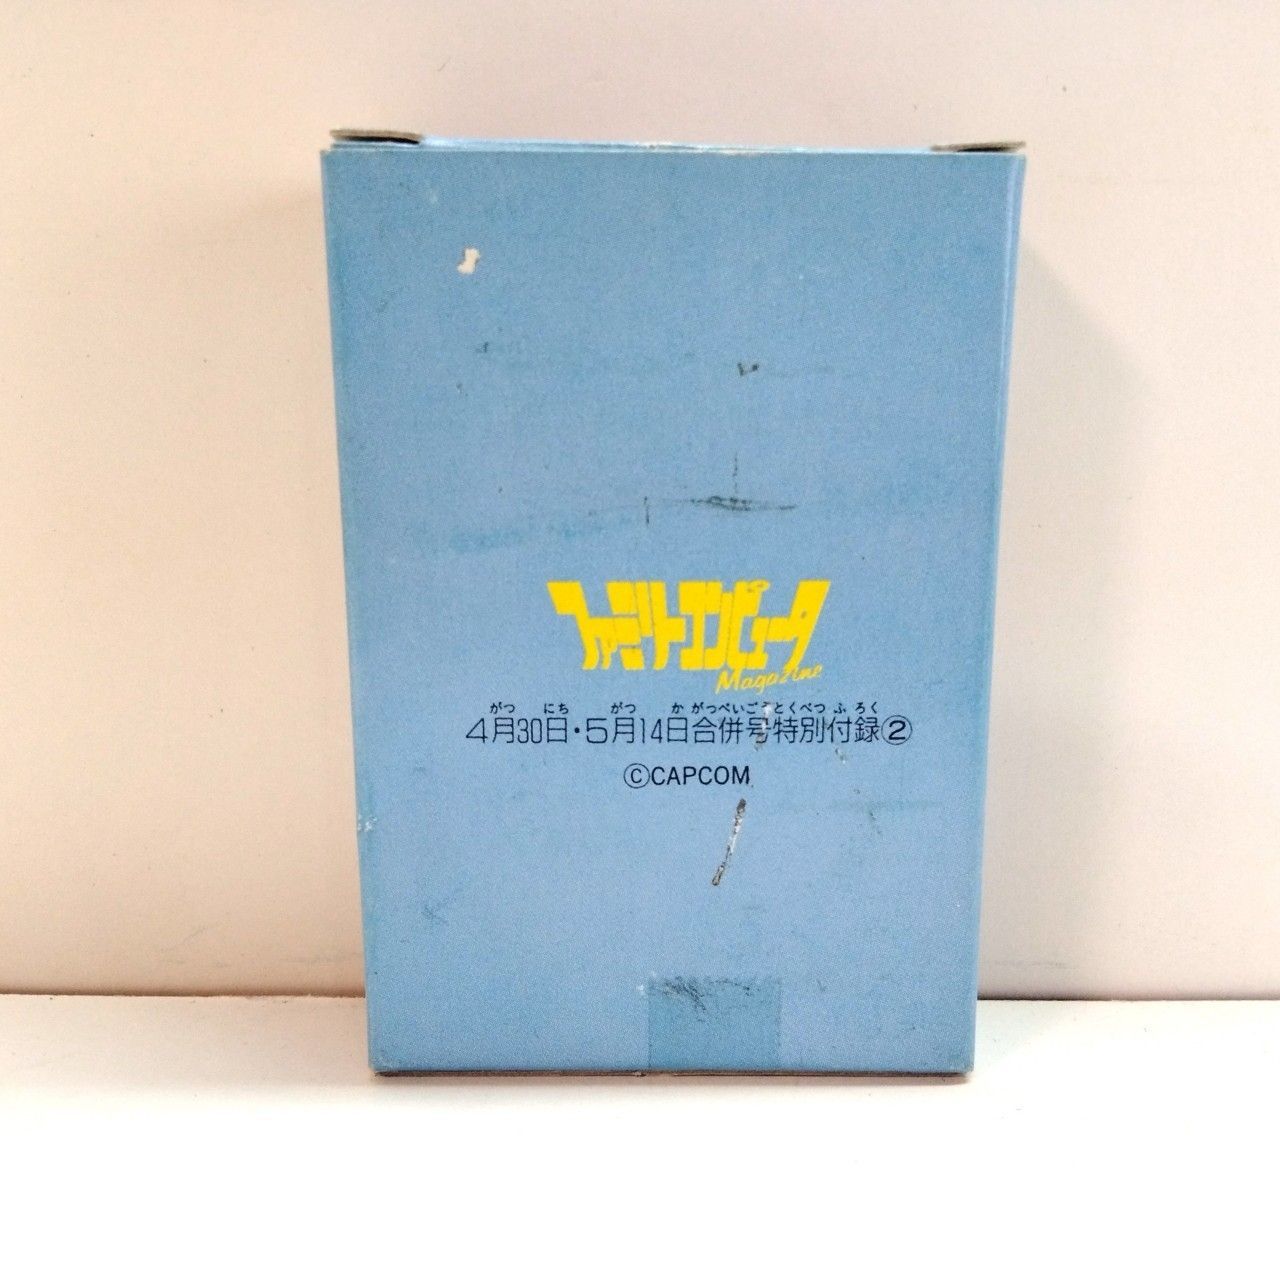 ファミリーコンピュータ
Magazine
がつ にち がつ か がっぺいごうとくべつ ふ ろく
4月30日・5月14日合併号特別付録②
©CAPCOM